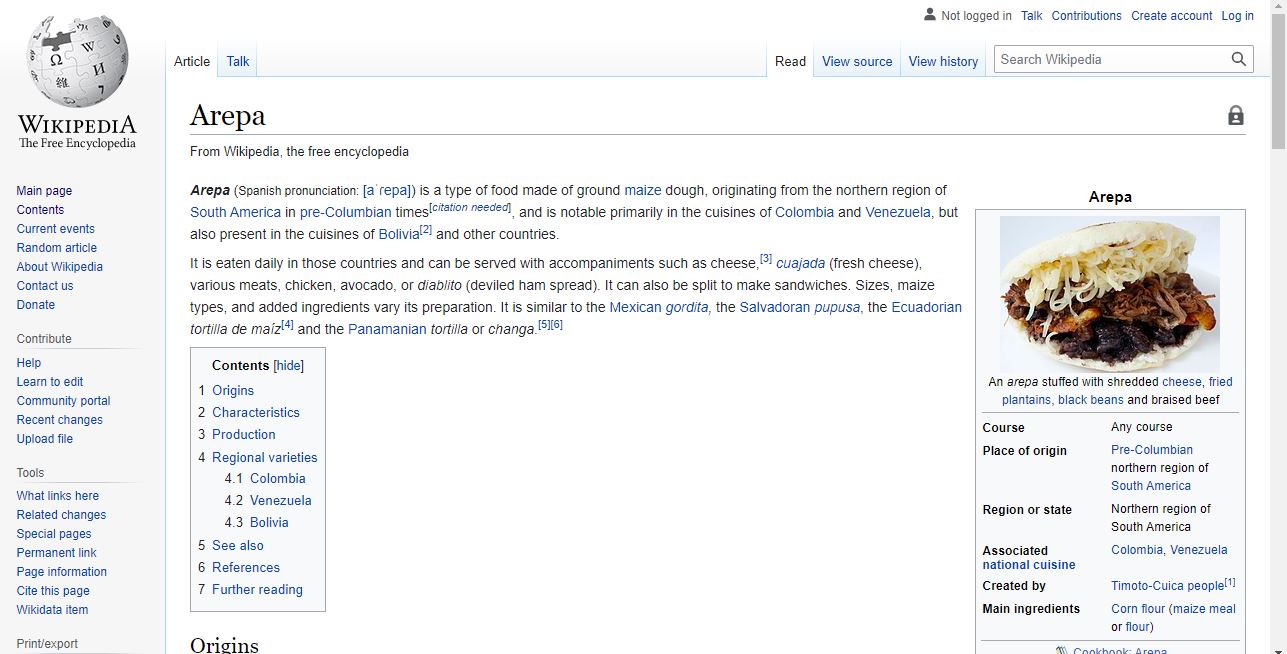 Not logged in Talk Contributions Create account Log in
Article Talk Read View source View history Search Wikipedia
WIKIPEDIA
The Free Encyclopedia
Main page
Contents
Current events
Random article
About Wikipedia
Contact us
Donate
Contribute
Help
Learn to edit
Community portal
Recent changes
Upload file
Tools
What links here
Related changes
Special pages
Permanent link
Page information
Cite this page
Wikidata item
Print/export
Arepa
From Wikipedia, the free encyclopedia
Arepa (Spanish pronunciation: [aˈɾepa]) is a type of food made of ground maize dough, originating from the northern region of
South America in pre-Columbian times[citation needed], and is notable primarily in the cuisines of Colombia and Venezuela, but
also present in the cuisines of Bolivia[2] and other countries.
It is eaten daily in those countries and can be served with accompaniments such as cheese,[3] cuajada (fresh cheese),
various meats, chicken, avocado, or diablito (deviled ham spread). It can also be split to make sandwiches. Sizes, maize
types, and added ingredients vary its preparation. It is similar to the Mexican gordita, the Salvadoran pupusa, the Ecuadorian
tortilla de maíz[4] and the Panamanian tortilla or changa.[5][6]
Contents [hide]
1 Origins
2 Characteristics
3 Production
4 Regional varieties
4.1 Colombia
4.2 Venezuela
4.3 Bolivia
5 See also
6 References
7 Further reading
Origins
Arepa
An arepa stuffed with shredded cheese, fried
plantains, black beans and braised beef
Course Any course
Place of origin Pre-Columbian
northern region of
South America
Region or state Northern region of
South America
Associated Colombia, Venezuela
national cuisine
Created by Timoto-Cuica people[1]
Main ingredients Corn flour (maize meal
or flour)
Cookbook: Arepa